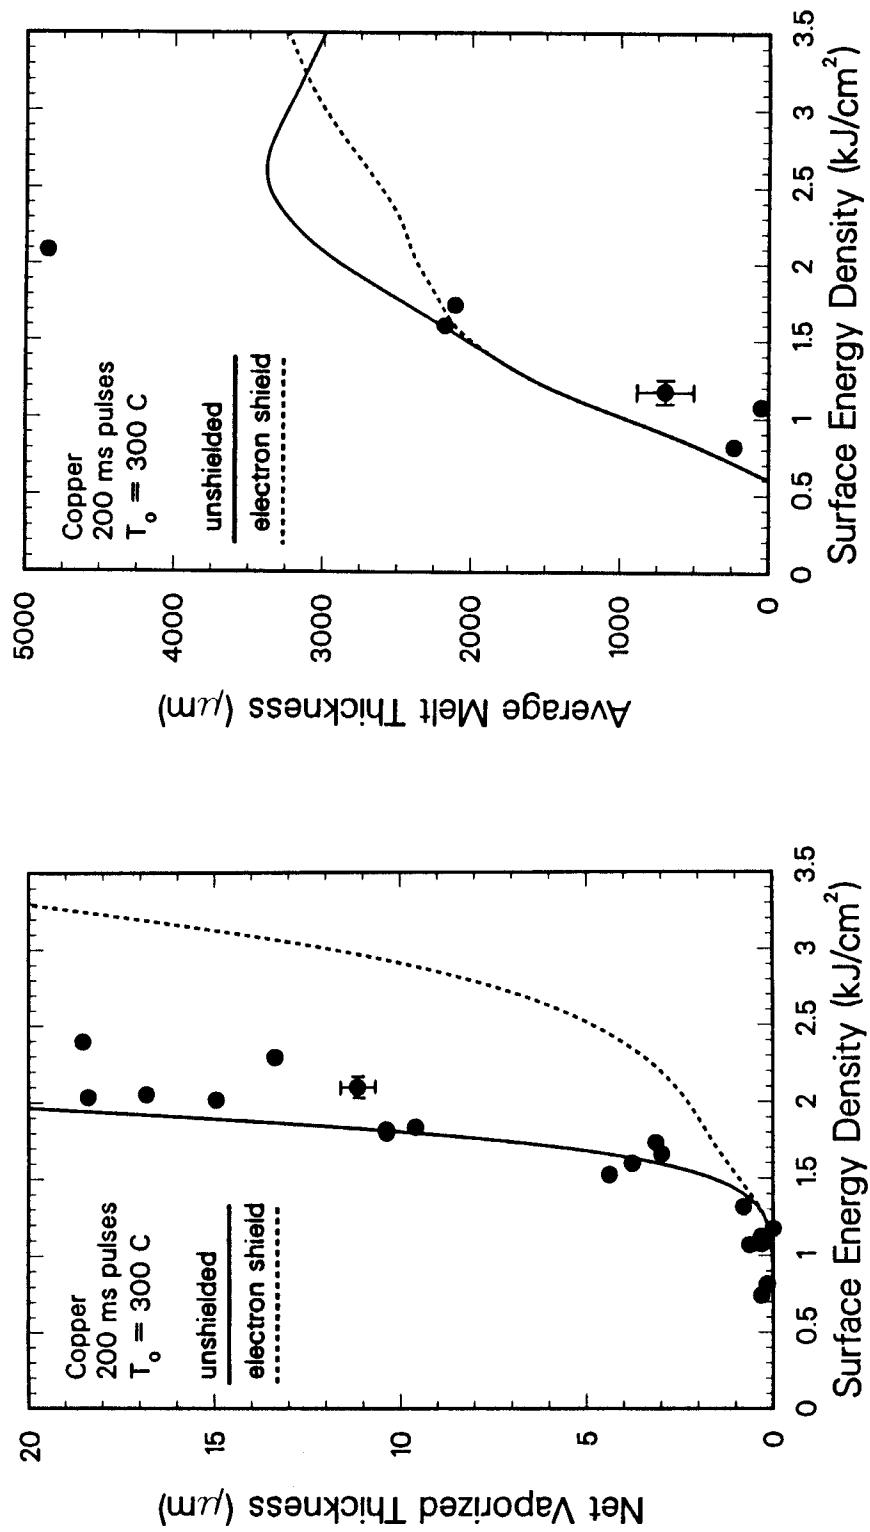 Copper
200 ms pulses
T₀ = 300 C
unshielded
electron shield
5000
4000
3000
2000
1000
0
0
0.5
1
1.5
2
2.5
3
3.5
Average Melt Thickness (μm)
Surface Energy Density (kJ/cm²)
Copper
200 ms pulses
T₀ = 300 C
unshielded
electron shield
20
15
10
5
0
0
0.5
1
1.5
2
2.5
3
3.5
Net Vaporized Thickness (μm)
Surface Energy Density (kJ/cm²)